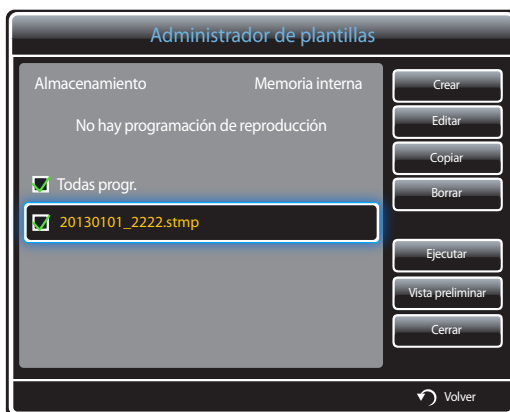 Administrador de plantillas
Almacenamiento Memoria interna
No hay programación de reproducción
Todas progr.
20130101_2222.stmp
Crear
Editar
Copiar
Borrar
Ejecutar
Vista preliminar
Cerrar
Volver